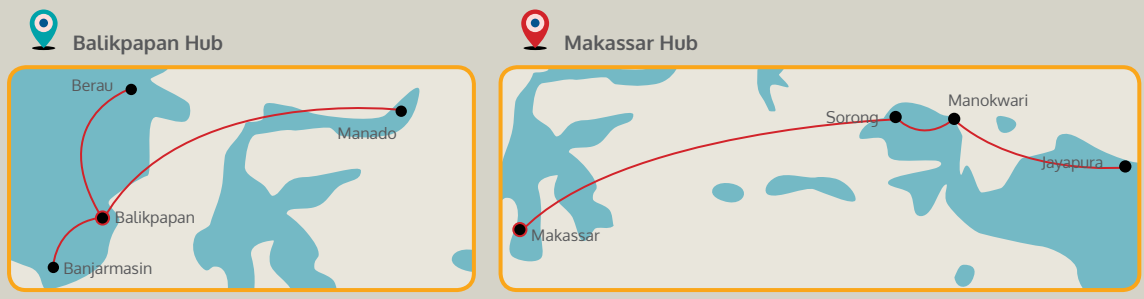 Balikpapan Hub
Berau
Manado
Balikpapan
Banjarmasin
Makassar Hub
Manokwari
Sorong
Jayapura
Makassar